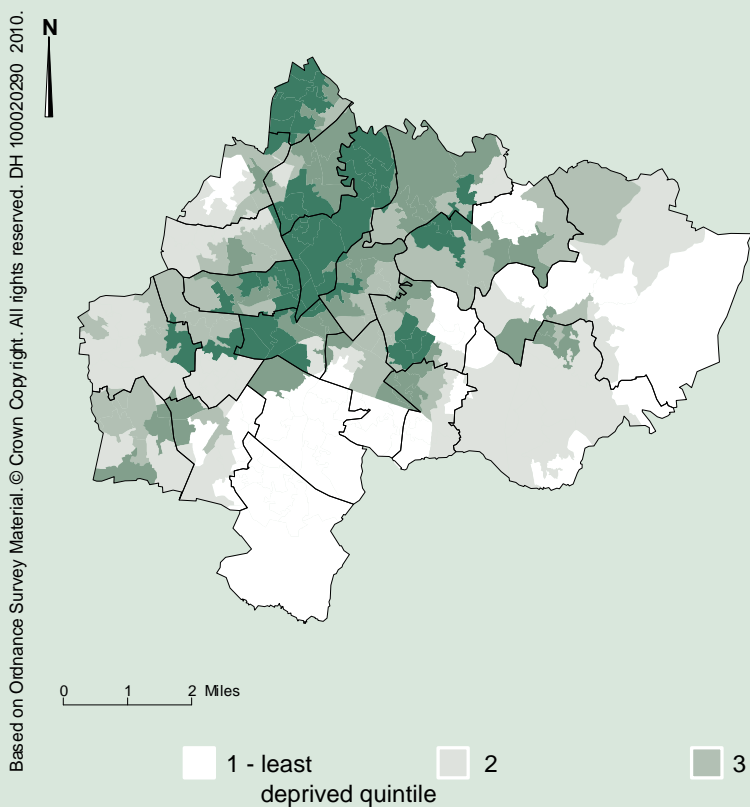 Based on Ordnance Survey Material. © Crown Copyright. All rights reserved. DH 100020290 2010.
N
0 1 2 Miles
1 - least 2 3
deprived quintile